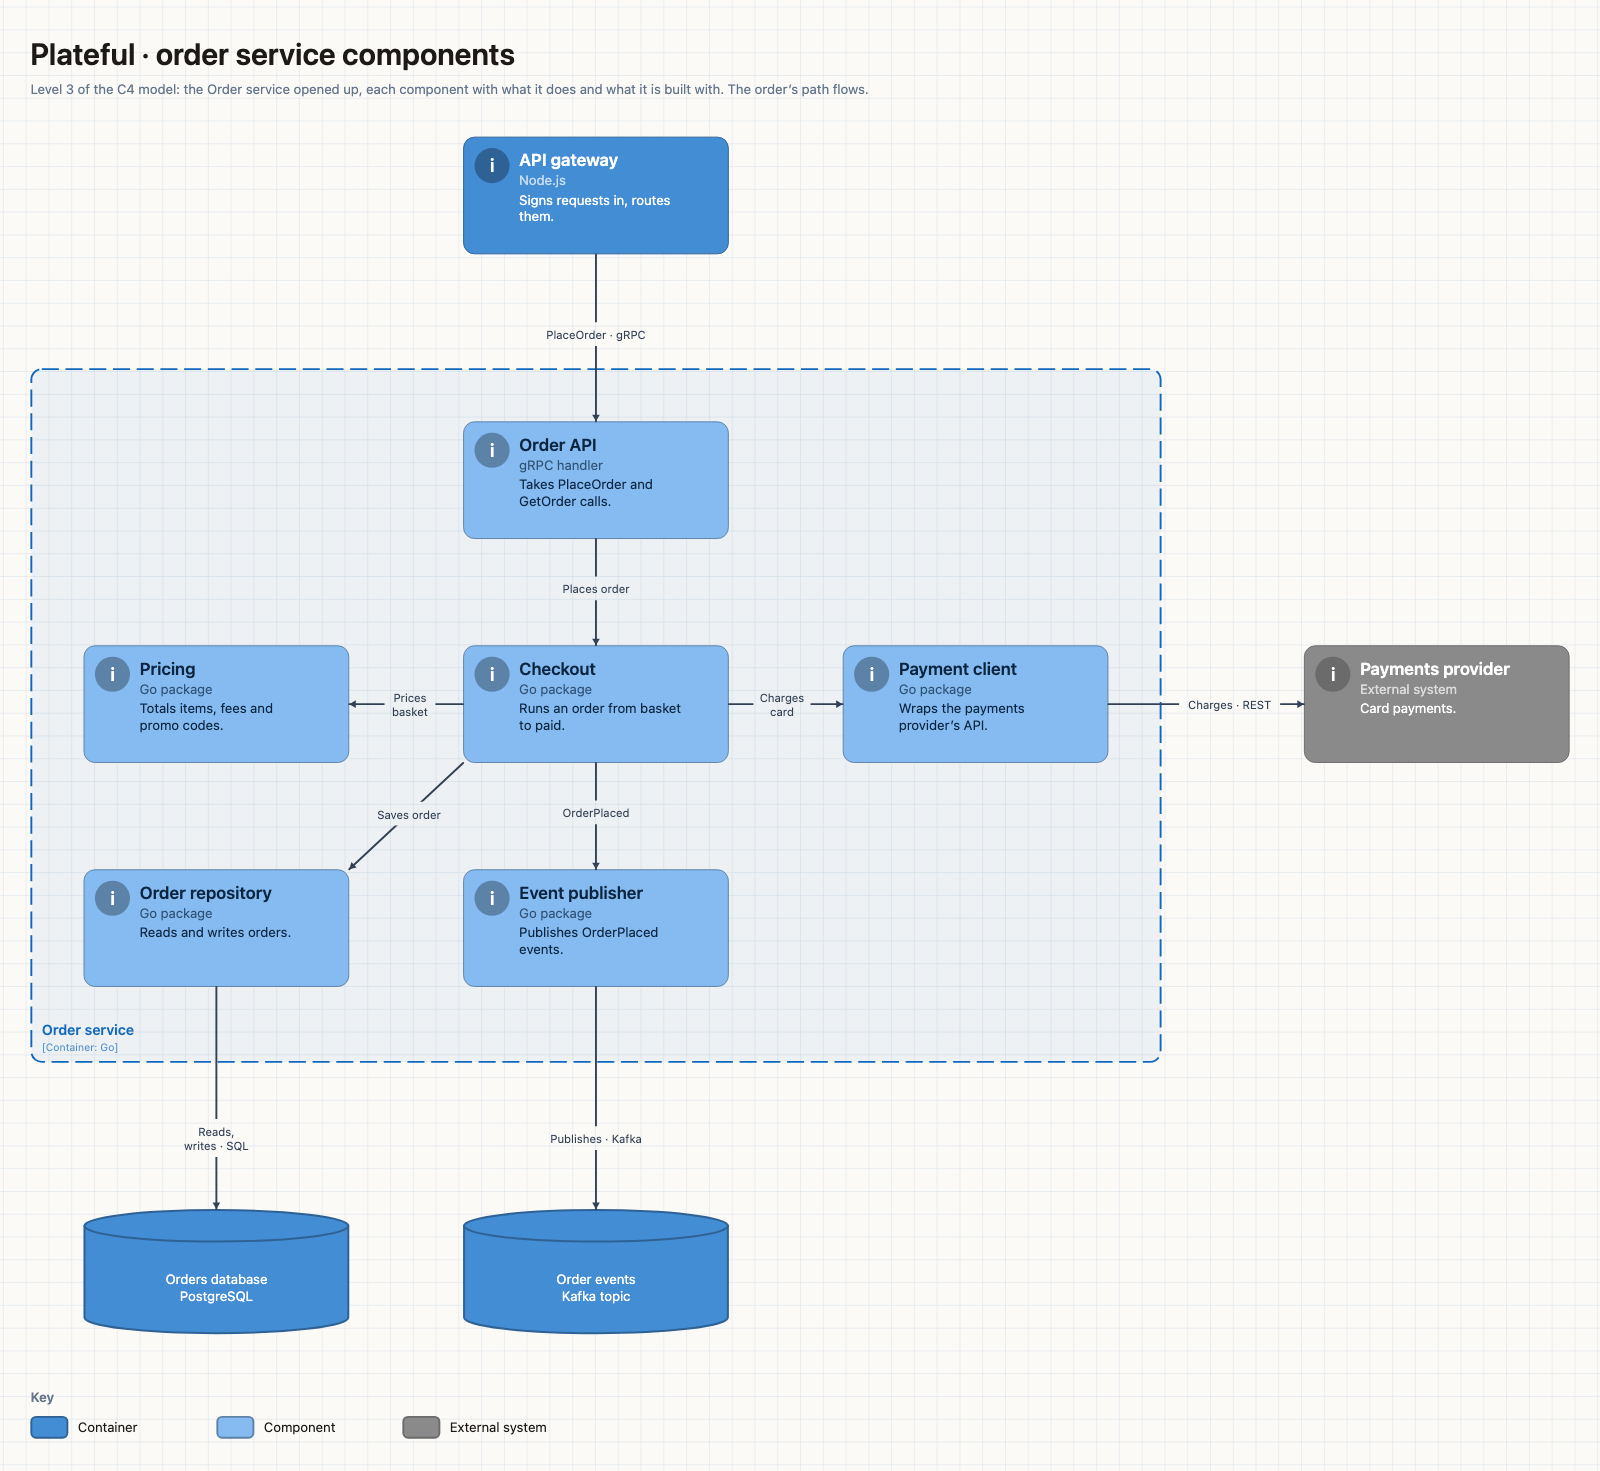 Plateful · order service components
Level 3 of the C4 model: the Order service opened up, each component with what it does and what it is built with. The order's path flows.
i
API gateway
Node.js
Signs requests in, routes
them.
PlaceOrder · gRPC
i
Order API
gRPC handler
Takes PlaceOrder and
GetOrder calls.
Places order
i
Pricing
Go package
Totals items, fees and
promo codes.
Prices
basket
i
Checkout
Go package
Runs an order from basket
to paid.
Charges
card
i
Payment client
Go package
Wraps the payments
provider's API.
Charges · REST
i
Payments provider
External system
Card payments.
Saves order
OrderPlaced
i
Order repository
Go package
Reads and writes orders.
i
Event publisher
Go package
Publishes OrderPlaced
events.
Order service
[Container: Go]
Reads,
writes · SQL
Publishes · Kafka
Orders database
PostgreSQL
Order events
Kafka topic
Key
Container
Component
External system